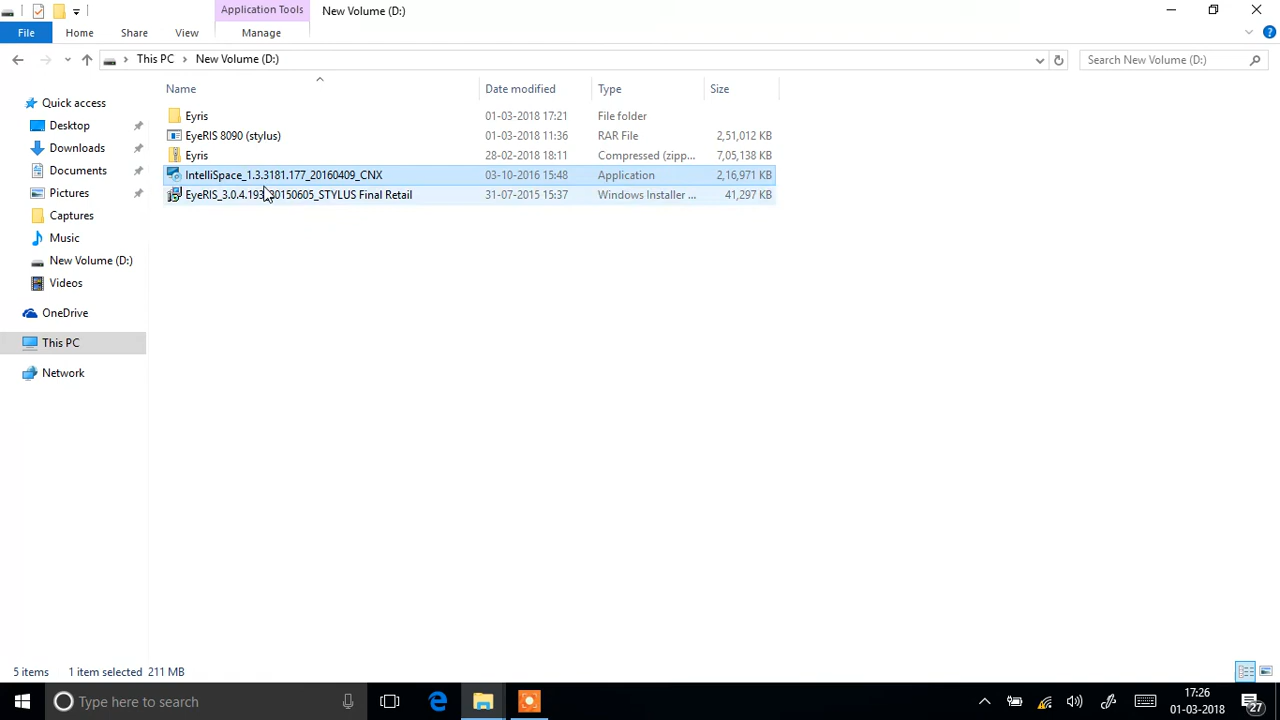 Application Tools
New Volume (D:)
File
Home
Share
View
Manage
This PC
New Volume (D:)
Search New Volume (D:)
Name
Date modified
Type
Size
Quick access
Desktop
Downloads
Documents
Pictures
Captures
Music
New Volume (D:)
Videos
OneDrive
This PC
Network
Eyris 01-03-2018 17:21 File folder
EyeRIS 8090 (stylus) 01-03-2018 11:36 RAR File 2,51,012 KB
Eyris 28-02-2018 18:11 Compressed (zipp... 7,05,138 KB
IntelliSpace_1.3.3181.177_20160409_CNX 03-10-2016 15:48 Application 2,16,971 KB
EyeRIS_3.0.4.193_20150605_STYLUS Final Retail 31-07-2015 15:37 Windows Installer ... 41,297 KB
5 items 1 item selected 211 MB
Type here to search
17:26
01-03-2018
27